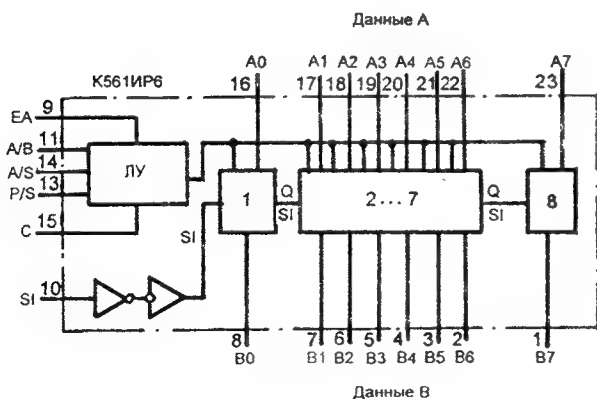 Данные А
A0 A1 A2 A3 A4 A5 A6 A7
К561ИР6 16 17 18 19 20 21 22 23
9
EA
11
A/B
14
A/S
ЛУ
13
P/S
1 Q 2...7 Q 8
SI SI
15
C
SI
10
SI
8 7 6 5 4 3 2 1
B0 B1 B2 B3 B4 B5 B6 B7
Данные В